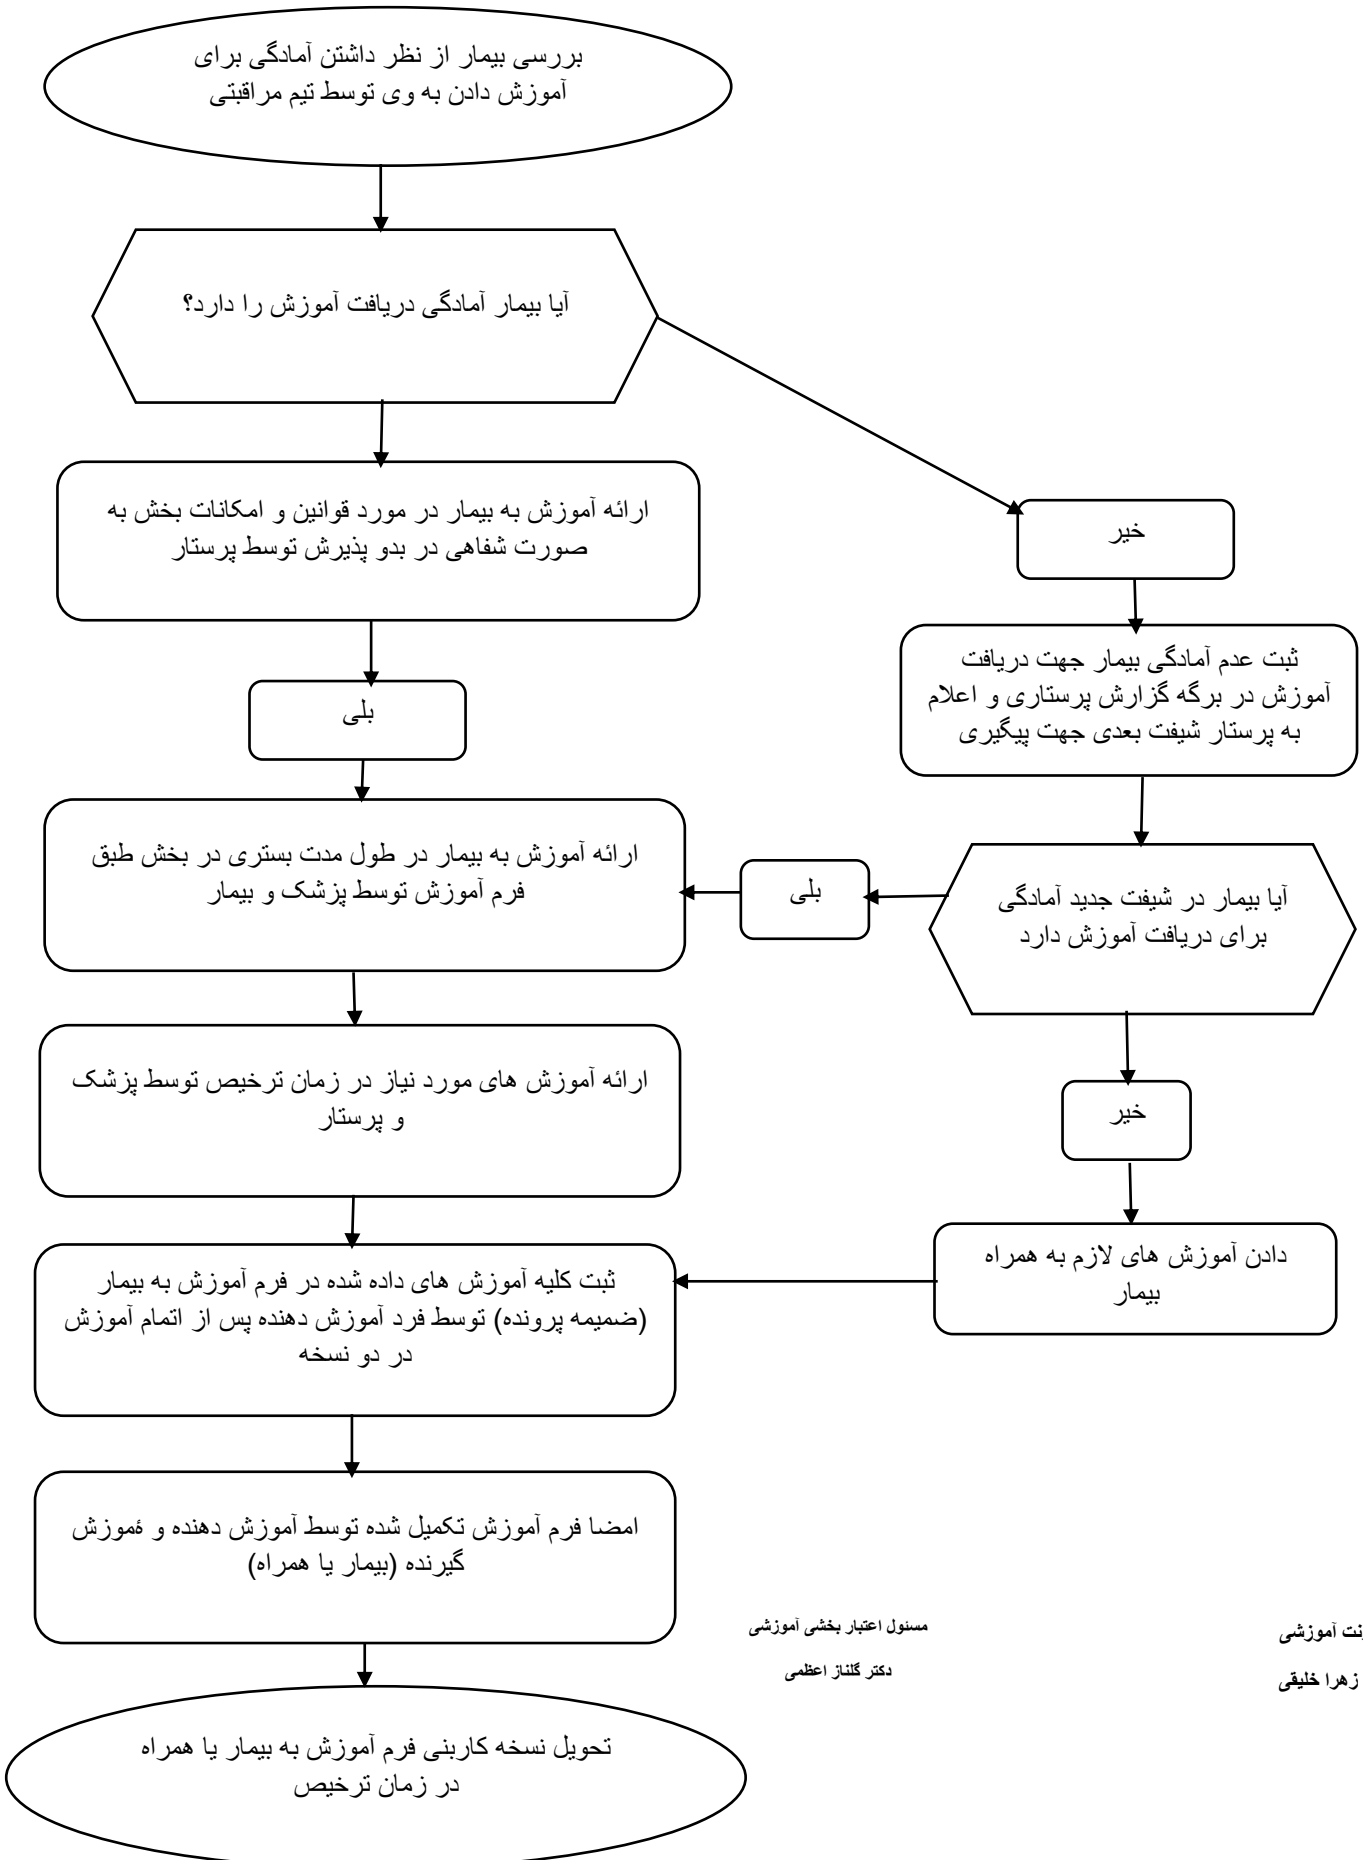 بررسی بیمار از نظر داشتن آمادگی برای
آموزش دادن به وی توسط تیم مراقبتی
آیا بیمار آمادگی دریافت آموزش را دارد؟
ارائه آموزش به بیمار در مورد قوانین و امکانات بخش به
صورت شفاهی در بدو پذیرش توسط پرستار
خیر
ثبت عدم آمادگی بیمار جهت دریافت
آموزش در برگه گزارش پرستاری و اعلام
به پرستار شیفت بعدی جهت پیگیری
بلی
ارائه آموزش به بیمار در طول مدت بستری در بخش طبق
فرم آموزش توسط پزشک و بیمار
بلی
آیا بیمار در شیفت جدید آمادگی
برای دریافت آموزش دارد
ارائه آموزش های مورد نیاز در زمان ترخیص توسط پزشک
و پرستار
خیر
دادن آموزش های لازم به همراه
بیمار
ثبت کلیه آموزش های داده شده در فرم آموزش به بیمار
(ضمیمه پرونده) توسط فرد آموزش دهنده پس از اتمام آموزش
در دو نسخه
امضا فرم آموزش تکمیل شده توسط آموزش دهنده و ۀموزش
گیرنده (بیمار یا همراه)
آموزشی
زهرا خلیقی
مسئول اعتبار بخشی آموزشی
دکتر گلناز اعظمی
تحویل نسخه کاربنی فرم آموزش به بیمار یا همراه
در زمان ترخیص